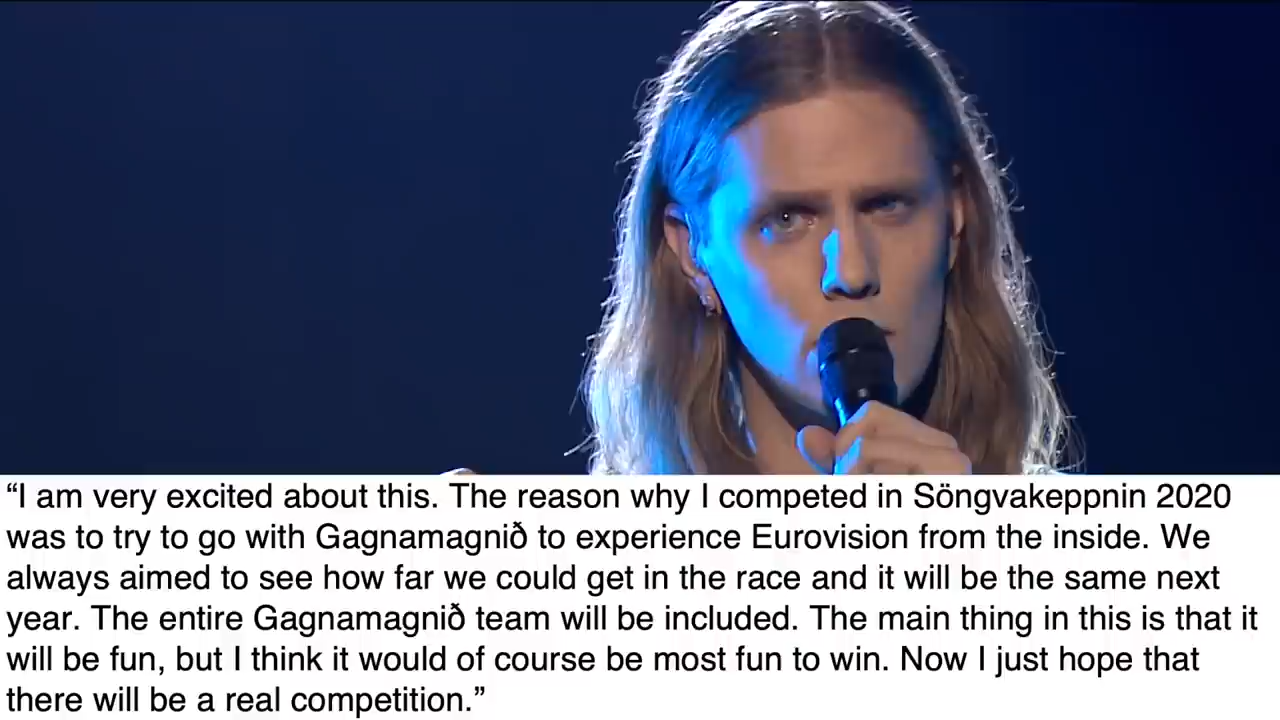 “I am very excited about this. The reason why I competed in Söngvakeppnin 2020
was to try to go with Gagnamagnið to experience Eurovision from the inside. We
always aimed to see how far we could get in the race and it will be the same next
year. The entire Gagnamagnið team will be included. The main thing in this is that it
will be fun, but I think it would of course be most fun to win. Now I just hope that
there will be a real competition.”